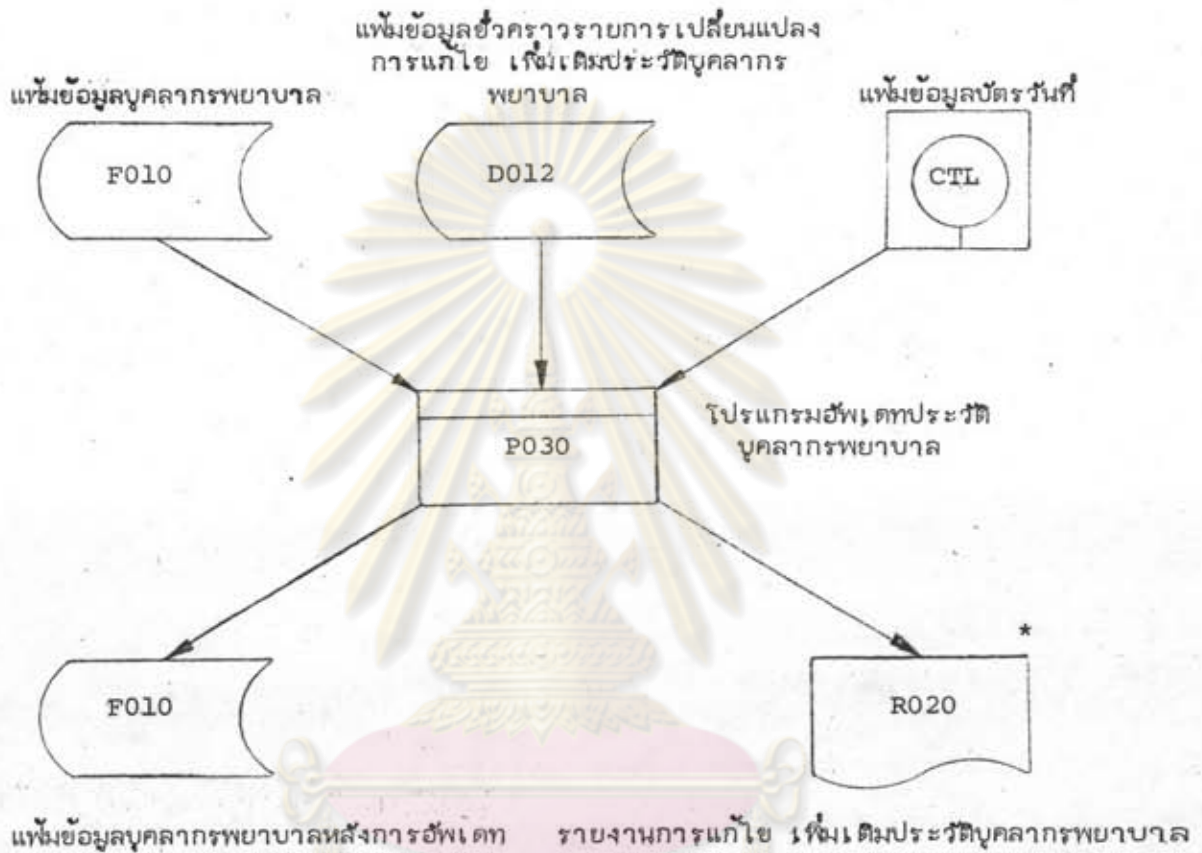 แฟ้มข้อมูลชั่วคราวรายการเปลี่ยนแปลง
การแก้ไข เพิ่มเติมประวัติบุคลากร
พยาบาล
แฟ้มข้อมูลบุคลากรพยาบาล
แฟ้มข้อมูลบัตรวันที่
F010
D012
CTL
P030
โปรแกรมอัพเดทประวัติ
บุคลากรพยาบาล
*
F010
R020
แฟ้มข้อมูลบุคลากรพยาบาลหลังการอัพเดท
รายงานการแก้ไข เพิ่มเติมประวัติบุคลากรพยาบาล